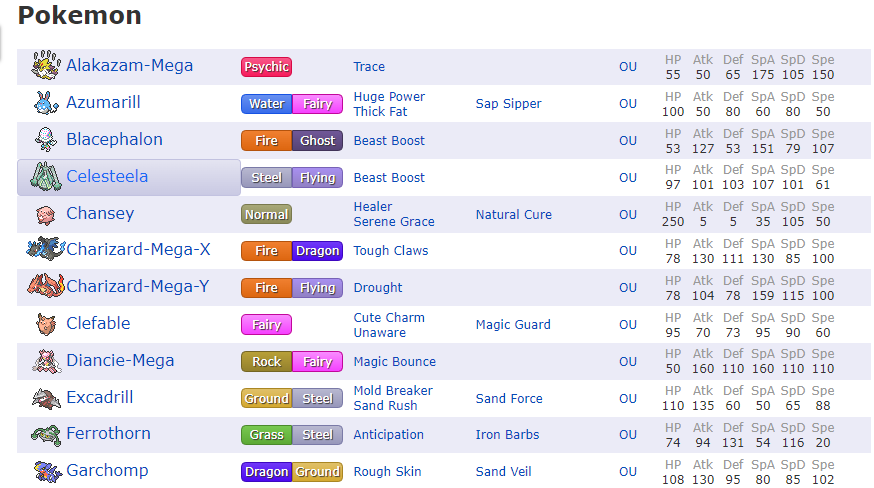 Pokemon
Alakazam-Mega Psychic Trace OU HP 55 Atk 50 Def 65 SpA 175 SpD 105 Spe 150
Azumarill Water Fairy Huge Power Thick Fat Sap Sipper OU HP 100 Atk 50 Def 80 SpA 60 SpD 80 Spe 50
Blacephalon Fire Ghost Beast Boost OU HP 53 Atk 127 Def 53 SpA 151 SpD 79 Spe 107
Celesteela Steel Flying Beast Boost OU HP 97 Atk 101 Def 103 SpA 107 SpD 101 Spe 61
Chansey Normal Healer Serene Grace Natural Cure OU HP 250 Atk 5 Def 5 SpA 35 SpD 105 Spe 50
Charizard-Mega-X Fire Dragon Tough Claws OU HP 78 Atk 130 Def 111 SpA 130 SpD 85 Spe 100
Charizard-Mega-Y Fire Flying Drought OU HP 78 Atk 104 Def 78 SpA 159 SpD 115 Spe 100
Clefable Fairy Cute Charm Unaware Magic Guard OU HP 95 Atk 70 Def 73 SpA 95 SpD 90 Spe 60
Diancie-Mega Rock Fairy Magic Bounce OU HP 50 Atk 160 Def 110 SpA 160 SpD 110 Spe 110
Excadrill Ground Steel Mold Breaker Sand Rush Sand Force OU HP 110 Atk 135 Def 60 SpA 50 SpD 65 Spe 88
Ferrothorn Grass Steel Anticipation Iron Barbs OU HP 74 Atk 94 Def 131 SpA 54 SpD 116 Spe 20
Garchomp Dragon Ground Rough Skin Sand Veil OU HP 108 Atk 130 Def 95 SpA 80 SpD 85 Spe 102